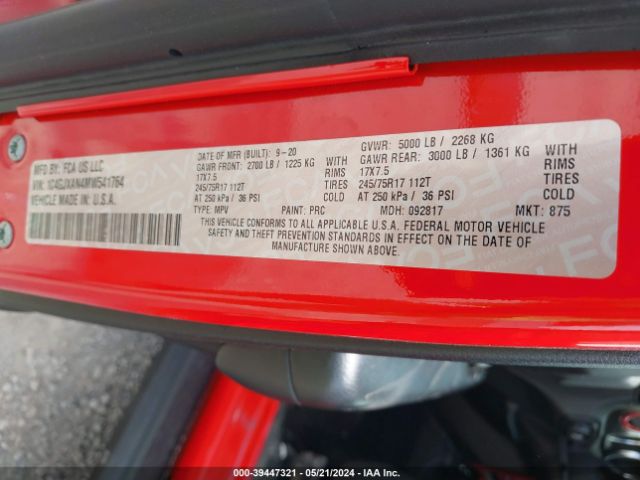 MFD BY: FCA US LLC
VIN: 1C4GJXAN4MW541764
VEHICLE MADE IN: U.S.A.
DATE OF MFR (BUILT): 9-20
GAWR FRONT: 2700 LB / 1225 KG
17X7.5 RIMS
245/75R17 112T TIRES
AT 250 kPA / 36 PSI COLD
TYPE: MPV PAINT: PRC
GVWR: 5000 LB / 2268 KG
GAWR REAR: 3000 LB / 1361 KG
17X7.5 RIMS
245/75R17 112T TIRES
AT 250 kPA / 36 PSI COLD
MDH: 092817 MKT: 875
THIS VEHICLE CONFORMS TO ALL APPLICABLE U.S.A. FEDERAL MOTOR VEHICLE
SAFETY AND THEFT PREVENTION STANDARDS IN EFFECT ON THE DATE OF
MANUFACTURE SHOWN ABOVE.
000-39447321 - 05/21/2024 - IAA Inc.